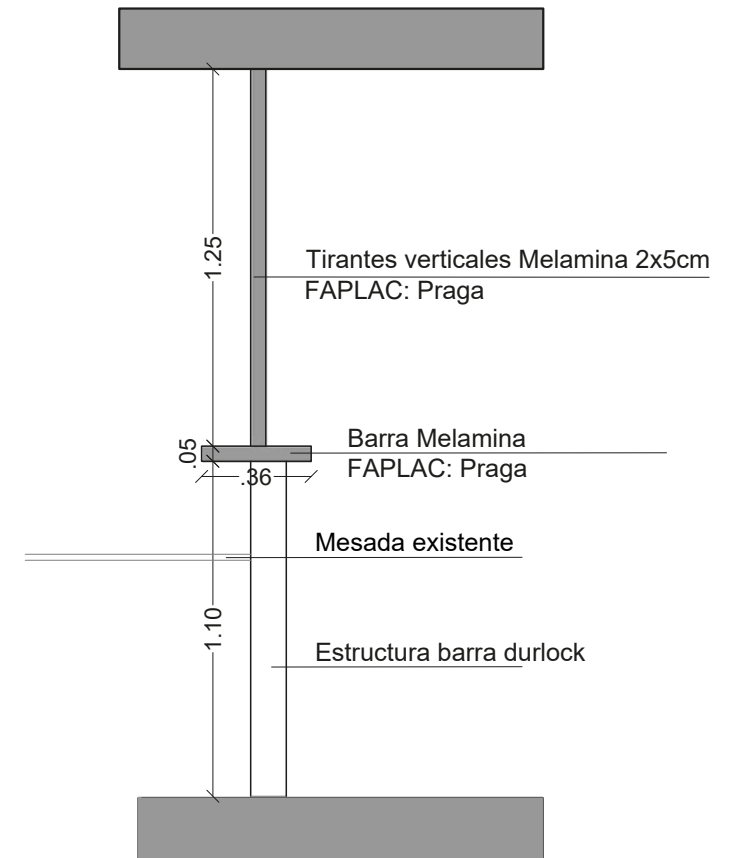 1.25
Tirantes verticales Melamina 2x5cm
FAPLAC: Praga
.05
Barra Melamina
FAPLAC: Praga
.36
Mesada existente
1.10
Estructura barra durlock